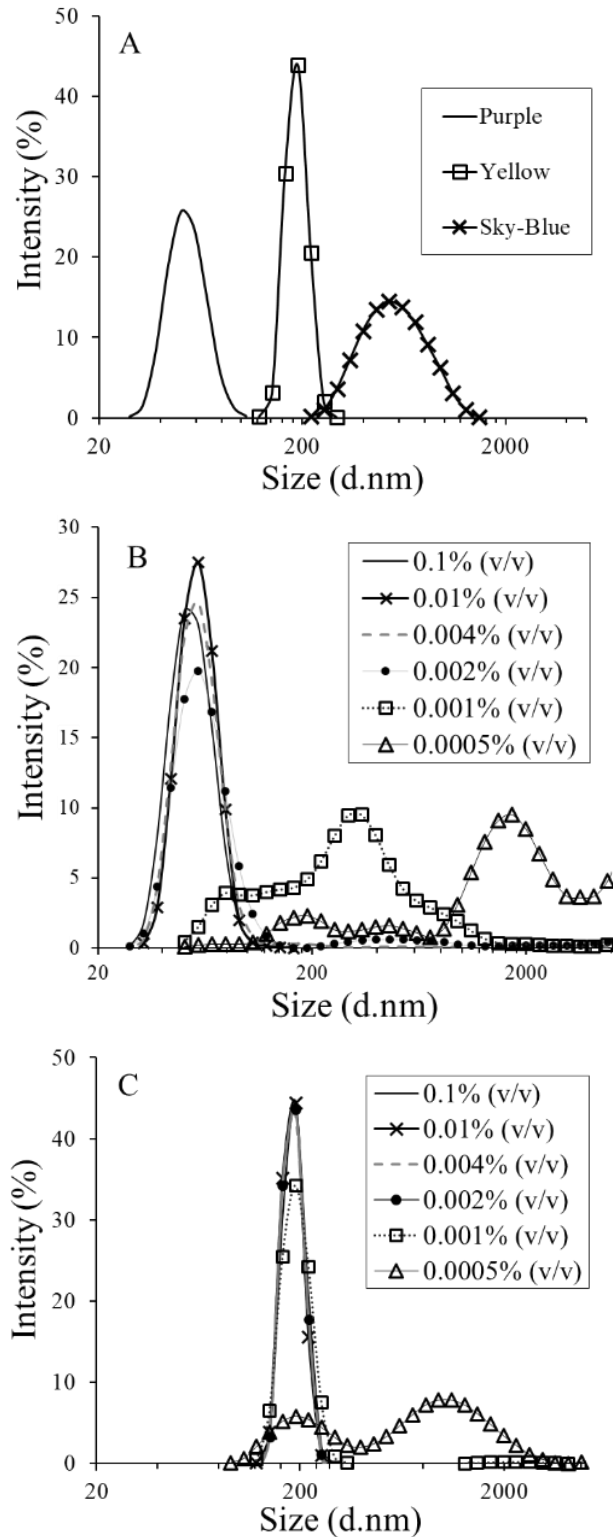 A
50
40
30
20
10
0
Intensity (%)
Purple
Yellow
Sky-Blue
20
200
2000
Size (d.nm)
B
30
25
20
15
10
5
0
Intensity (%)
0.1% (v/v)
0.01% (v/v)
0.004% (v/v)
0.002% (v/v)
0.001% (v/v)
0.0005% (v/v)
20
200
2000
Size (d.nm)
C
50
40
30
20
10
0
Intensity (%)
0.1% (v/v)
0.01% (v/v)
0.004% (v/v)
0.002% (v/v)
0.001% (v/v)
0.0005% (v/v)
20
200
2000
Size (d.nm)